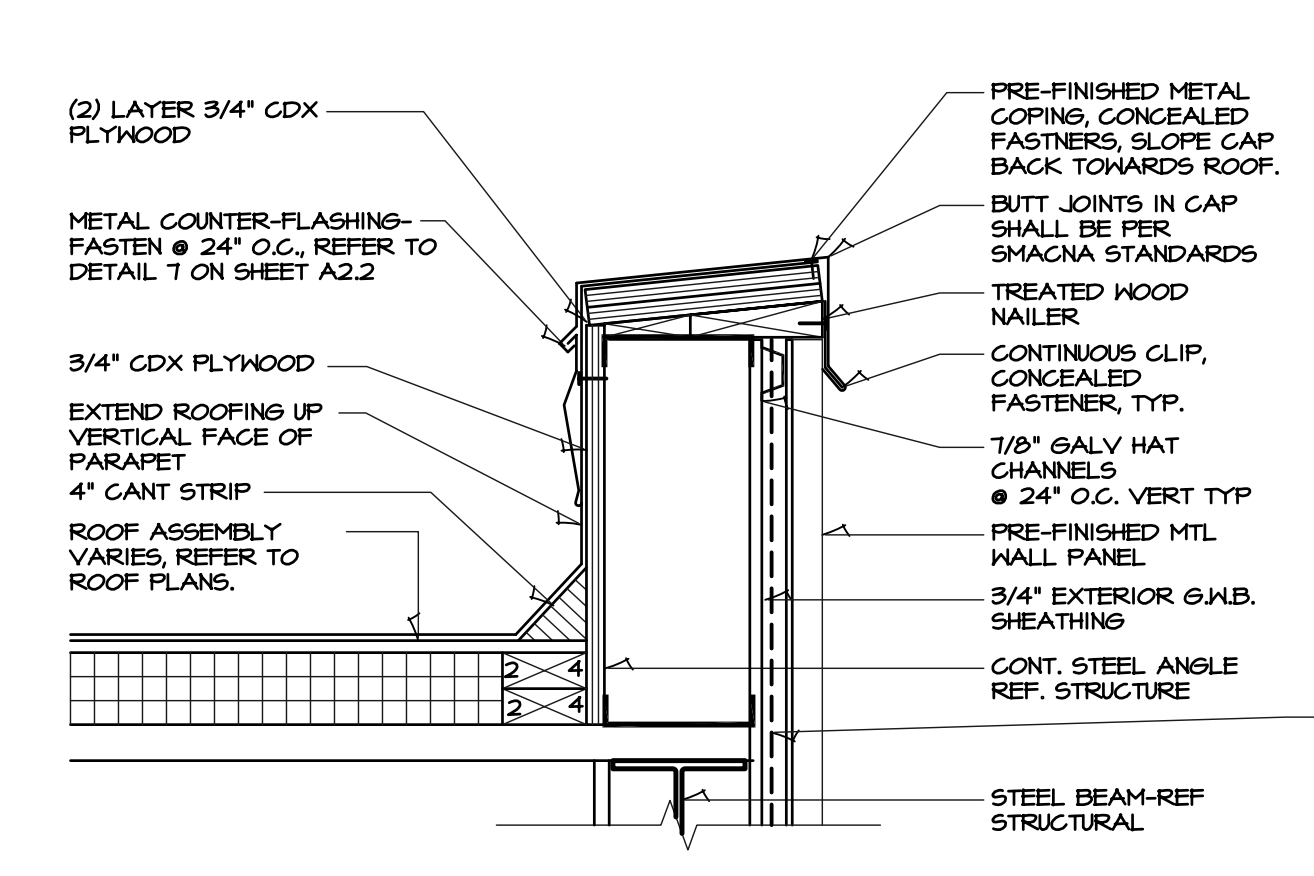 (2) LAYER 3/4" CDX
PLYWOOD
METAL COUNTER-FLASHING-
FASTEN @ 24" O.C., REFER TO
DETAIL 7 ON SHEET A2.2
3/4" CDX PLYWOOD
EXTEND ROOFING UP
VERTICAL FACE OF
PARAPET
4" CANT STRIP
ROOF ASSEMBLY
VARIES, REFER TO
ROOF PLANS.
2 4
2 4
PRE-FINISHED METAL
COPING, CONCEALED
FASTNERS, SLOPE CAP
BACK TOWARDS ROOF.
BUTT JOINTS IN CAP
SHALL BE PER
SMACNA STANDARDS
TREATED WOOD
NAILER
CONTINUOUS CLIP,
CONCEALED
FASTENER, TYP.
7/8" GALV HAT
CHANNELS
@ 24" O.C. VERT TYP
PRE-FINISHED MTL
WALL PANEL
3/4" EXTERIOR G.W.B.
SHEATHING
CONT. STEEL ANGLE
REF. STRUCTURE
STEEL BEAM-REF
STRUCTURAL